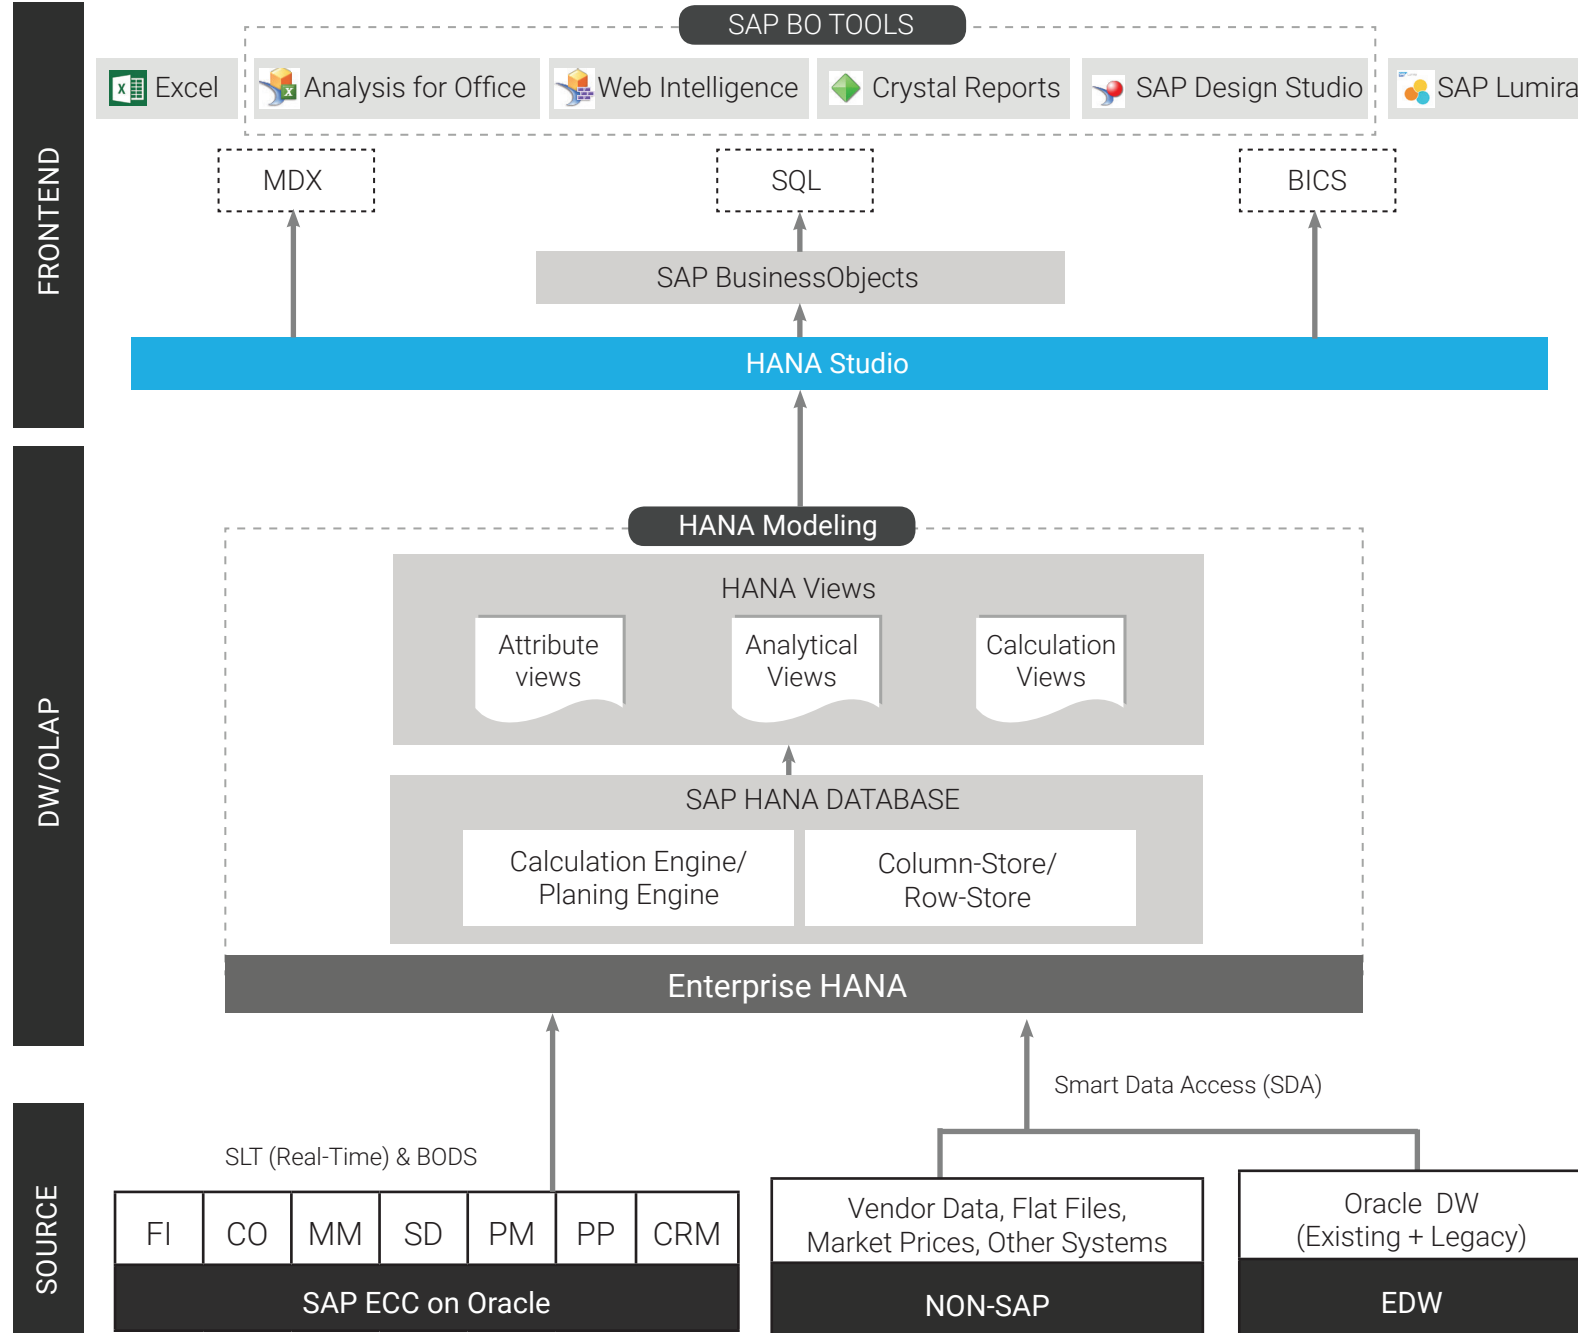 SAP BO TOOLS
Excel
Analysis for Office
Web Intelligence
Crystal Reports
SAP Design Studio
SAP Lumira
FRONTEND
MDX
SQL
BICS
SAP BusinessObjects
HANA Studio
DW/OLAP
HANA Modeling
HANA Views
Attribute
views
Analytical
Views
Calculation
Views
SAP HANA DATABASE
Calculation Engine/
Planing Engine
Column-Store/
Row-Store
Enterprise HANA
Smart Data Access (SDA)
SLT (Real-Time) & BODS
SOURCE
FI
CO
MM
SD
PM
PP
CRM
SAP ECC on Oracle
Vendor Data, Flat Files,
Market Prices, Other Systems
NON-SAP
Oracle DW
(Existing + Legacy)
EDW